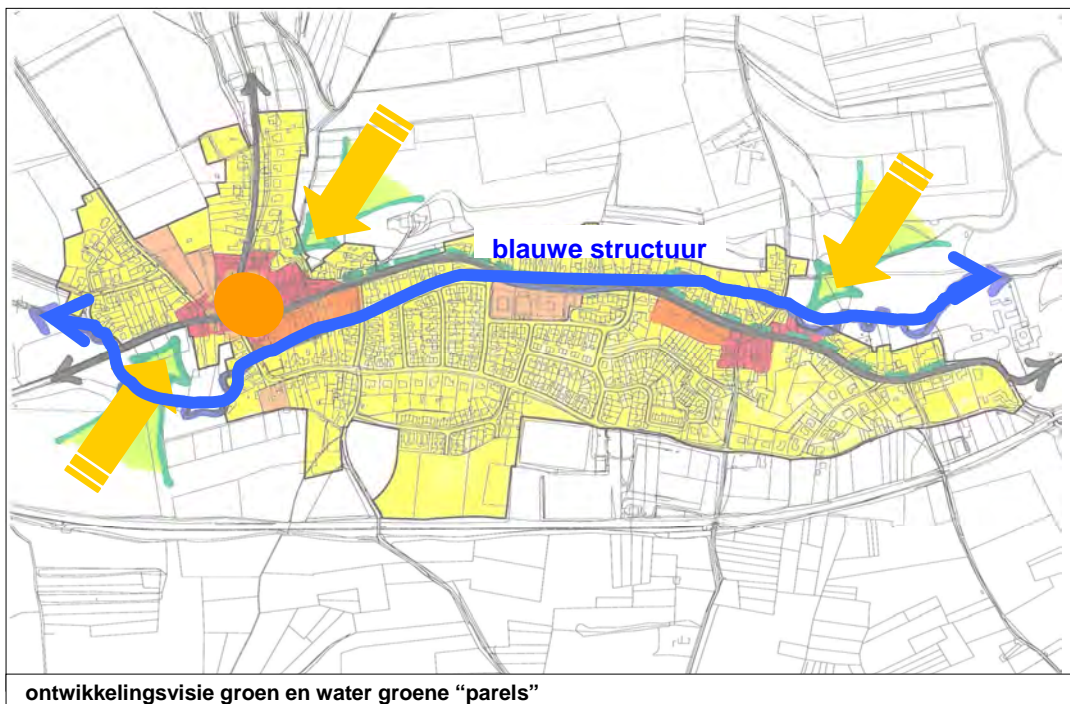 blauwe structuur
ontwikkelingsvisie groen en water groene “parels”